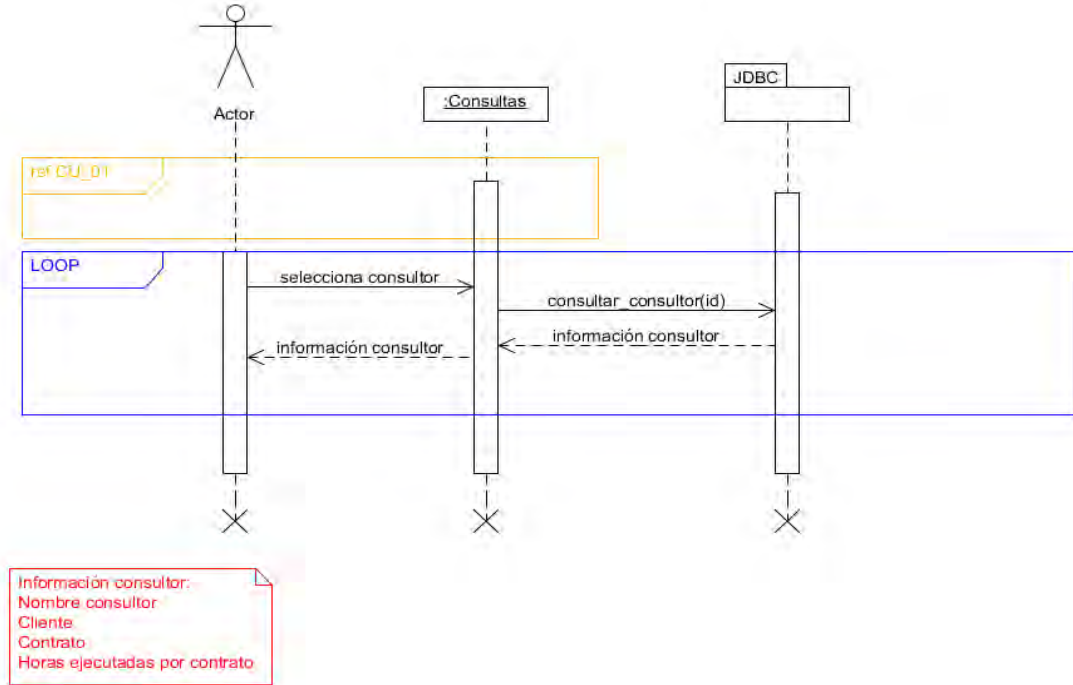 Actor
:Consultas
JDBC
ref CU_01
LOOP
selecciona consultor
consultar_consultor(id)
información consultor
información consultor
Información consultor:
Nombre consultor
Cliente
Contrato
Horas ejecutadas por contrato